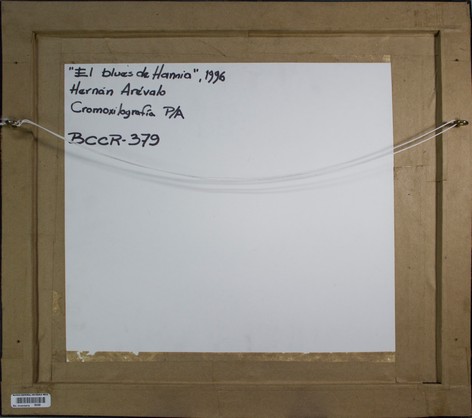 "El blues de Hannia", 1996
Hernán Arévalo
Cromoxilografía P/A
BCCR-379